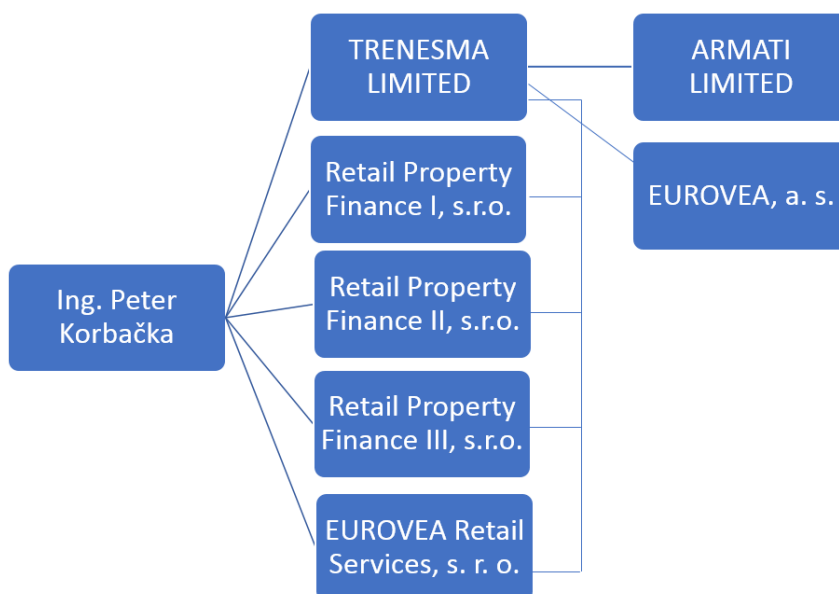 TRENESMA
LIMITED
ARMATI
LIMITED
Retail Property
Finance I, s.r.o.
EUROVEA, a. s.
Ing. Peter
Korbačka
Retail Property
Finance II, s.r.o.
Retail Property
Finance III, s.r.o.
EUROVEA Retail
Services, s. r. o.